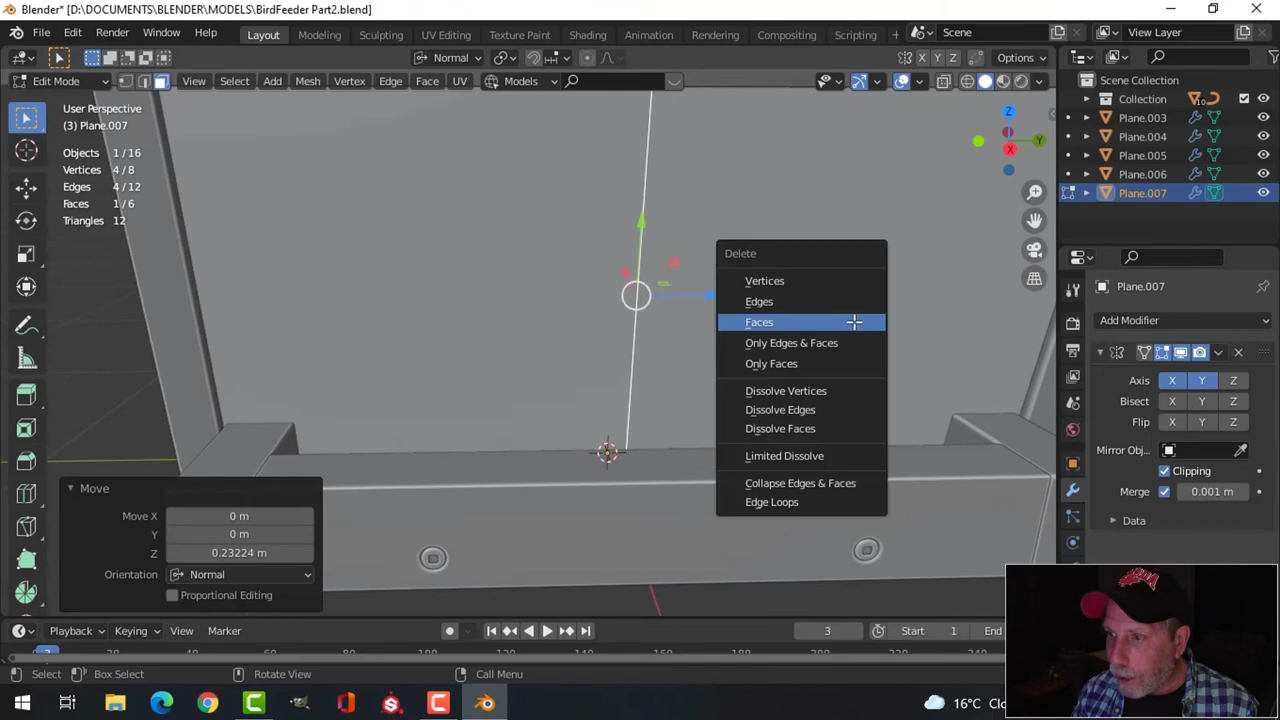 Blender* [D:\DOCUMENTS\BLENDER\MODELS\BirdFeeder Part2.blend]
File Edit Render Window Help Layout Modeling Sculpting UV Editing Texture Paint Shading Animation Rendering Compositing Scripting Scene View Layer
Normal X Y Z Options
Edit Mode View Select Add Mesh Vertex Edge Face UV Models
User Perspective
(3) Plane.007
Objects 1/16
Vertices 4/8
Edges 4/12
Faces 1/6
Triangles 12
Z
Y
X
Scene Collection
Collection 10
Plane.003
Plane.004
Plane.005
Plane.006
Plane.007
Delete
Vertices
Edges
Faces
Only Edges & Faces
Only Faces
Dissolve Vertices
Dissolve Edges
Dissolve Faces
Limited Dissolve
Collapse Edges & Faces
Edge Loops
Plane.007
Add Modifier
Axis X Y Z
Bisect X Y Z
Flip X Y Z
Mirror Obj..
Clipping
Merge 0.001 m
Data
Move
Move X 0 m
Y 0 m
Z 0.23224 m
Orientation Normal
Proportional Editing
Playback Keying View Marker 3 Start 1 End
Select Box Select Rotate View Call Menu
16°C